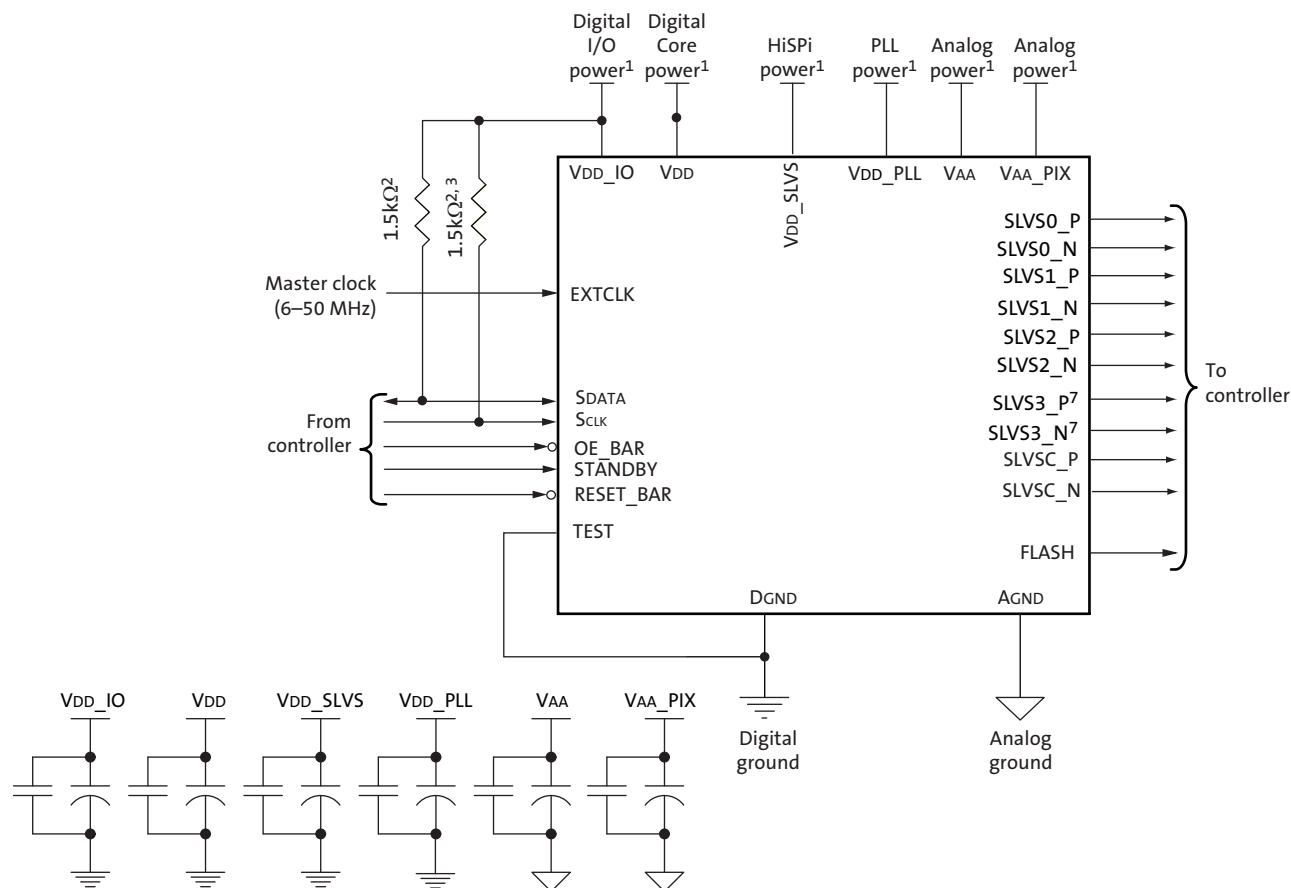 Digital
I/O
power1
Digital
Core
power1
HiSPi
power1
PLL
power1
Analog
power1
Analog
power1
1.5kΩ2
1.5kΩ2, 3
VDD_IO
VDD
VDD_SLVS
VDD_PLL
VAA
VAA_PIX
Master clock
(6–50 MHz)
EXTCLK
From
controller
SDATA
SCLK
OE_BAR
STANDBY
RESET_BAR
TEST
SLVS0_P
SLVS0_N
SLVS1_P
SLVS1_N
SLVS2_P
SLVS2_N
SLVS3_P7
SLVS3_N7
SLVSC_P
SLVSC_N
FLASH
To
controller
DGND
AGND
Digital
ground
Analog
ground
VDD_IO
VDD
VDD_SLVS
VDD_PLL
VAA
VAA_PIX